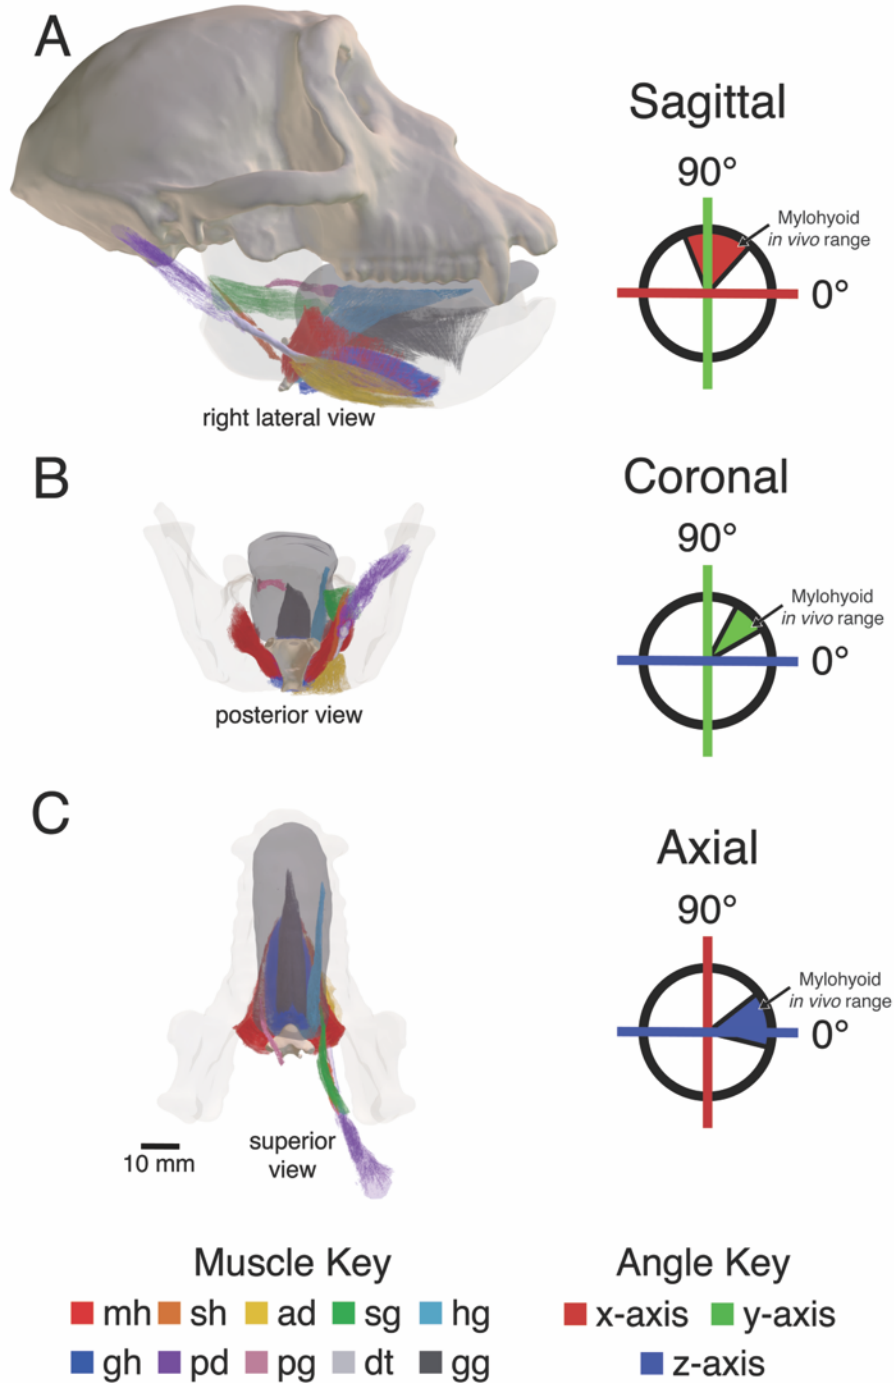 A
Sagittal
90°
Mylohyoid
in vivo range
0°
right lateral view
B
Coronal
90°
Mylohyoid
in vivo range
0°
posterior view
C
Axial
90°
Mylohyoid
in vivo range
0°
10 mm
superior
view
Muscle Key
mh sh ad sg hg
gh pd pg dt gg
Angle Key
x-axis y-axis
z-axis